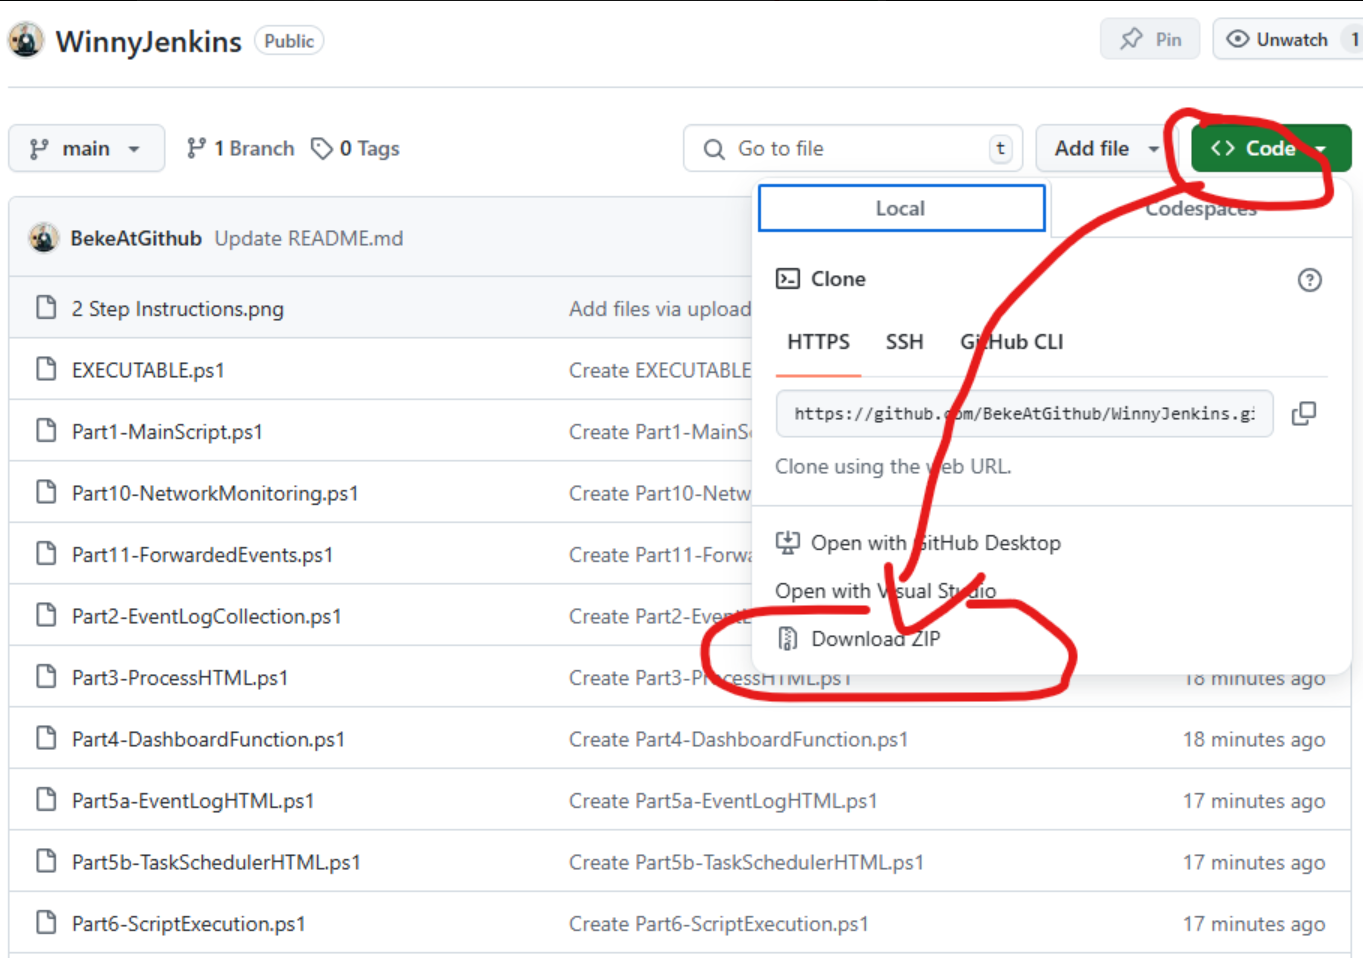 WinnyJenkins Public Pin Unwatch 1
main 1 Branch 0 Tags Go to file t Add file Code
Local Codespaces
BekeAtGithub Update README.md
Clone
2 Step Instructions.png Add files via upload
HTTPS SSH GitHub CLI
EXECUTABLE.ps1 Create EXECUTABLE
https://github.com/BekeAtGithub/WinnyJenkins.gi
Part1-MainScript.ps1 Create Part1-MainSc
Clone using the web URL.
Part10-NetworkMonitoring.ps1 Create Part10-Netw
Open with GitHub Desktop
Part11-ForwardedEvents.ps1 Create Part11-Forwa
Open with Visual Studio
Part2-EventLogCollection.ps1 Create Part2-EventL
Download ZIP
Part3-ProcessHTML.ps1 Create Part3-ProcessHTML.ps1 18 minutes ago
Part4-DashboardFunction.ps1 Create Part4-DashboardFunction.ps1 18 minutes ago
Part5a-EventLogHTML.ps1 Create Part5a-EventLogHTML.ps1 17 minutes ago
Part5b-TaskSchedulerHTML.ps1 Create Part5b-TaskSchedulerHTML.ps1 17 minutes ago
Part6-ScriptExecution.ps1 Create Part6-ScriptExecution.ps1 17 minutes ago